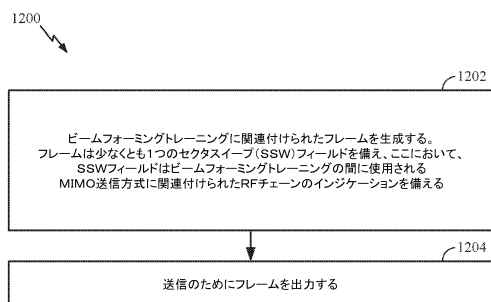 1200
1202
ビームフォーミングトレーニングに関連付けられたフレームを生成する。
フレームは少なくとも1つのセクタスイープ(SSW)フィールドを備え、ここにおいて、
SSWフィールドはビームフォーミングトレーニングの間に使用される
MIMO送信方式に関連付けられたRFチェーンのインジケーションを備える
1204
送信のためにフレームを出力する